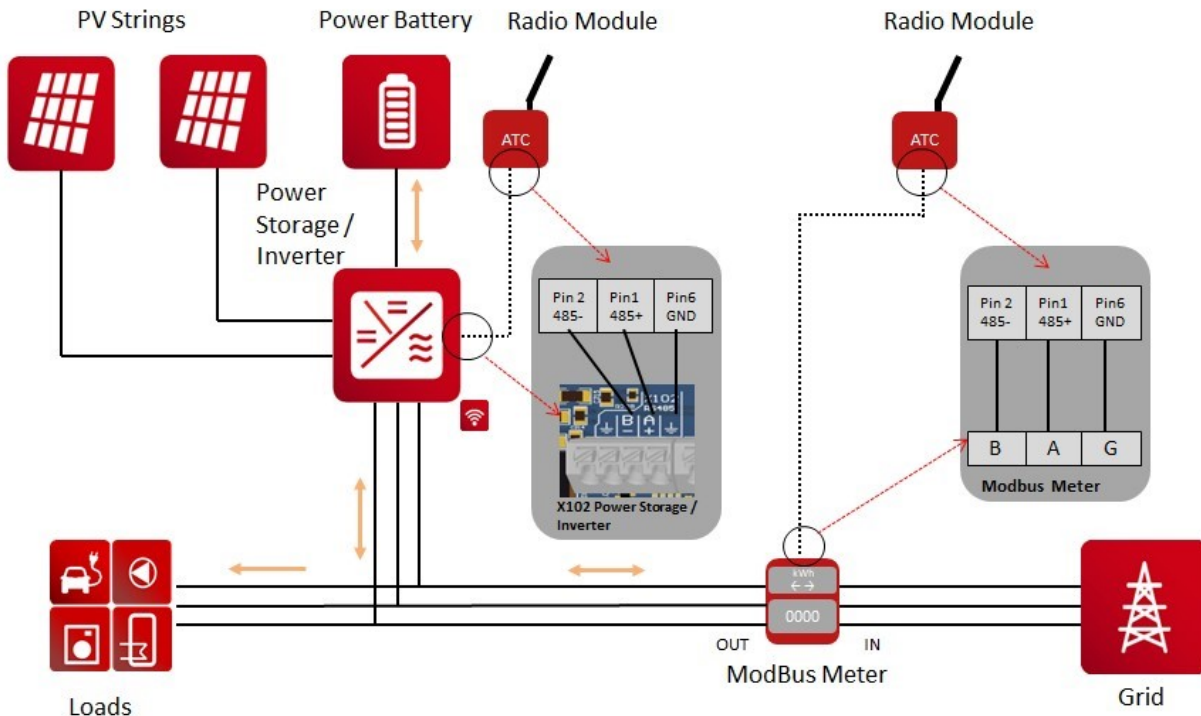 PV Strings
Power Battery
Radio Module
Radio Module
ATC
ATC
Power
Storage /
Inverter
Pin 2
485-
Pin1
485+
Pin6
GND
X102
RS485
B
-
A
+
X102 Power Storage /
Inverter
Pin 2
485-
Pin1
485+
Pin6
GND
B
A
G
Modbus Meter
kWh
0000
OUT
IN
ModBus Meter
Loads
Grid